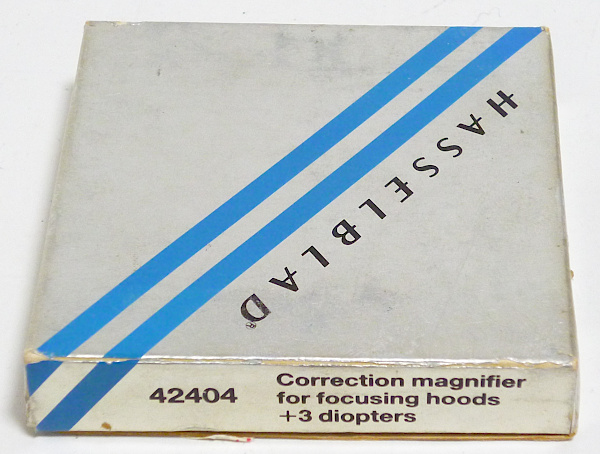 HASSELBLAD®
42404
Correction magnifier
for focusing hoods
+3 diopters